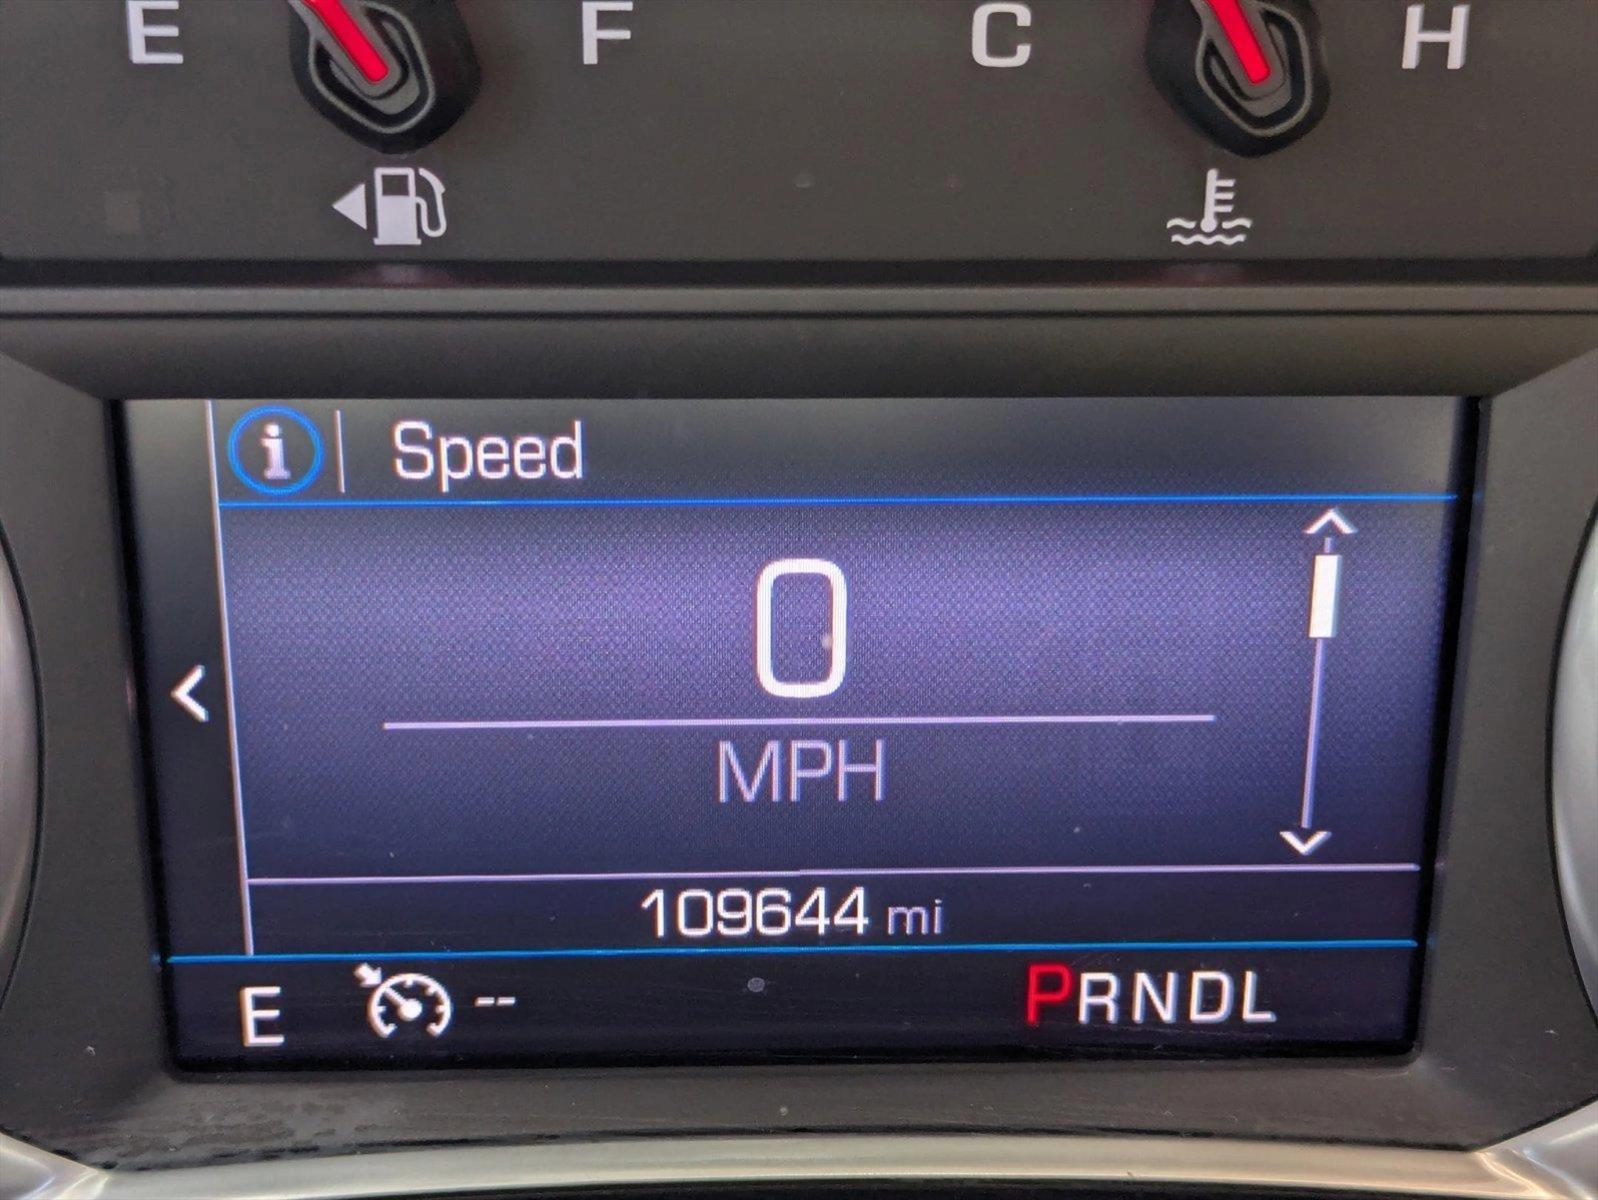 E F C H
Speed
0
MPH
109644 mi
E -- PRNDL